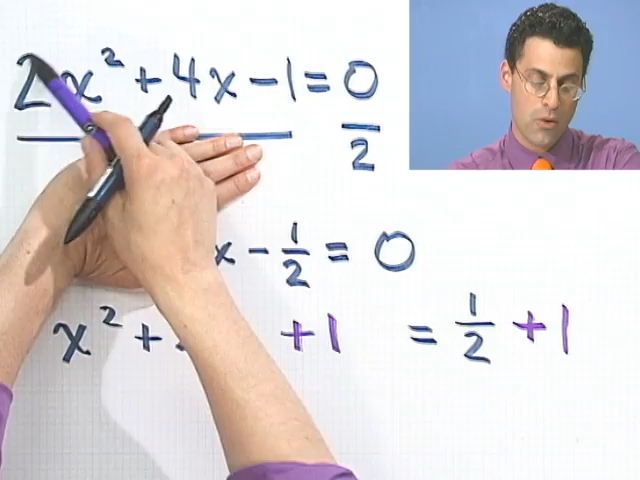 2x² + 4x - 1 = 0
2
x - 1/2 = 0
x² + + 1 = 1/2 + 1